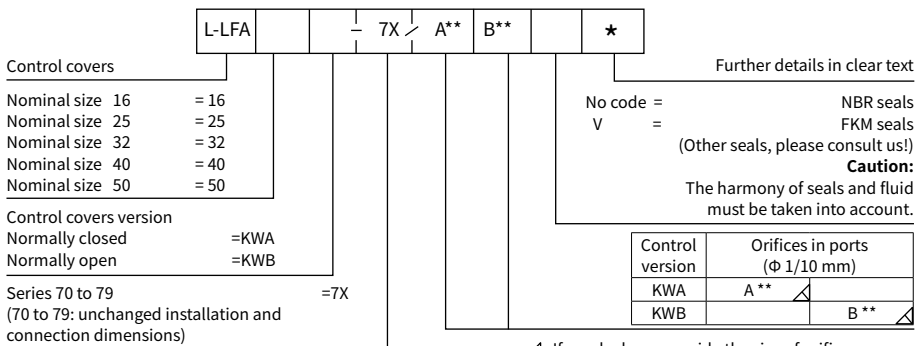 L-LFA – 7X / A** B** *
Control covers
Nominal size 16 = 16
Nominal size 25 = 25
Nominal size 32 = 32
Nominal size 40 = 40
Nominal size 50 = 50
Control covers version
Normally closed =KWA
Normally open =KWB
Series 70 to 79 =7X
(70 to 79: unchanged installation and
connection dimensions)
Further details in clear text
No code = NBR seals
V = FKM seals
(Other seals, please consult us!)
Caution:
The harmony of seals and fluid
must be taken into account.
Control version Orifices in ports (Φ 1/10 mm)
KWA A **
KWB B **